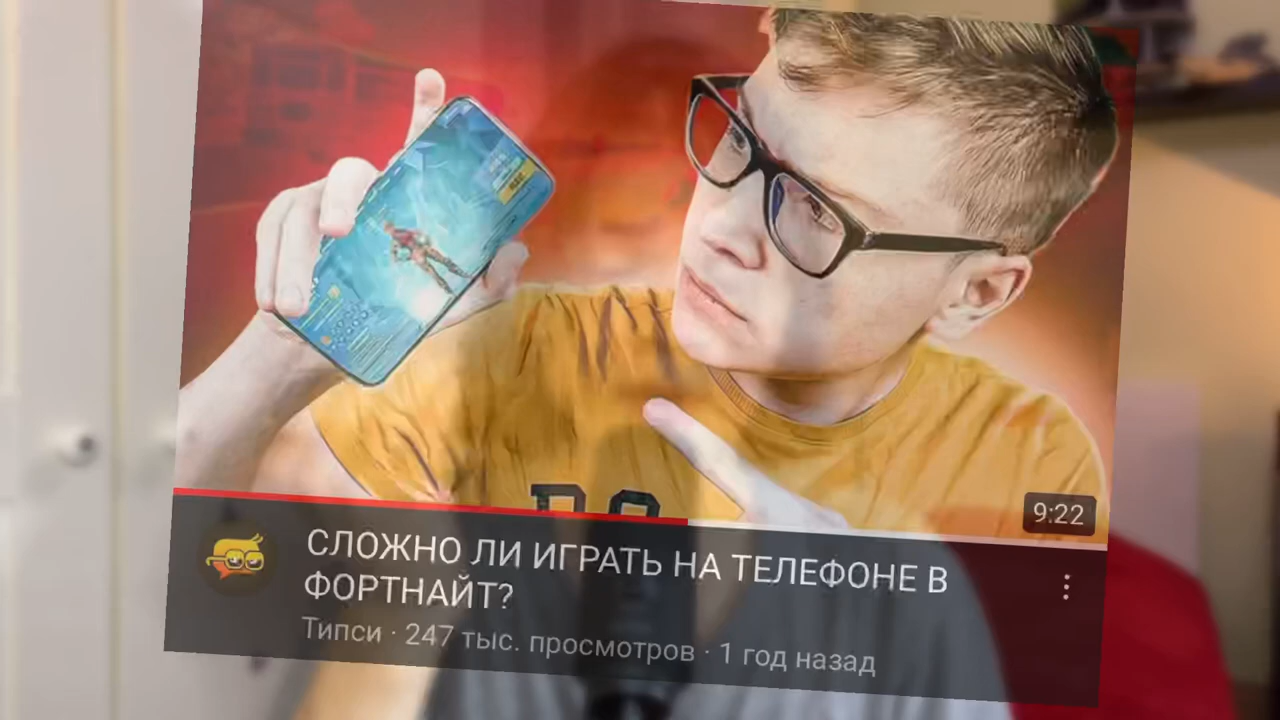 9:22
СЛОЖНО ЛИ ИГРАТЬ НА ТЕЛЕФОНЕ В
ФОРТНАЙТ?
Типси · 247 тыс. просмотров · 1 год назад